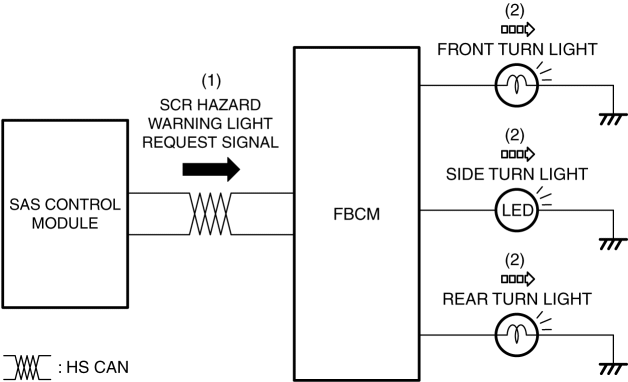 (1)
SCR HAZARD
WARNING LIGHT
REQUEST SIGNAL
SAS CONTROL
MODULE
FBCM
(2)
FRONT TURN LIGHT
(2)
SIDE TURN LIGHT
LED
(2)
REAR TURN LIGHT
: HS CAN